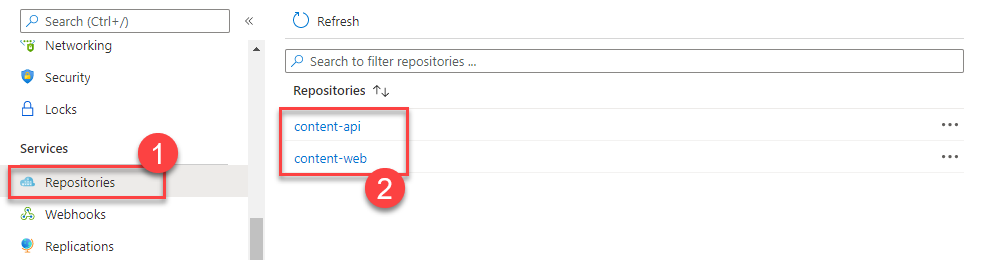 Search (Ctrl+/)
«
Networking
Security
Locks
Services
1
Repositories
Webhooks
Replications
Refresh
Search to filter repositories ...
Repositories ↑↓
content-api
...
content-web
...
2